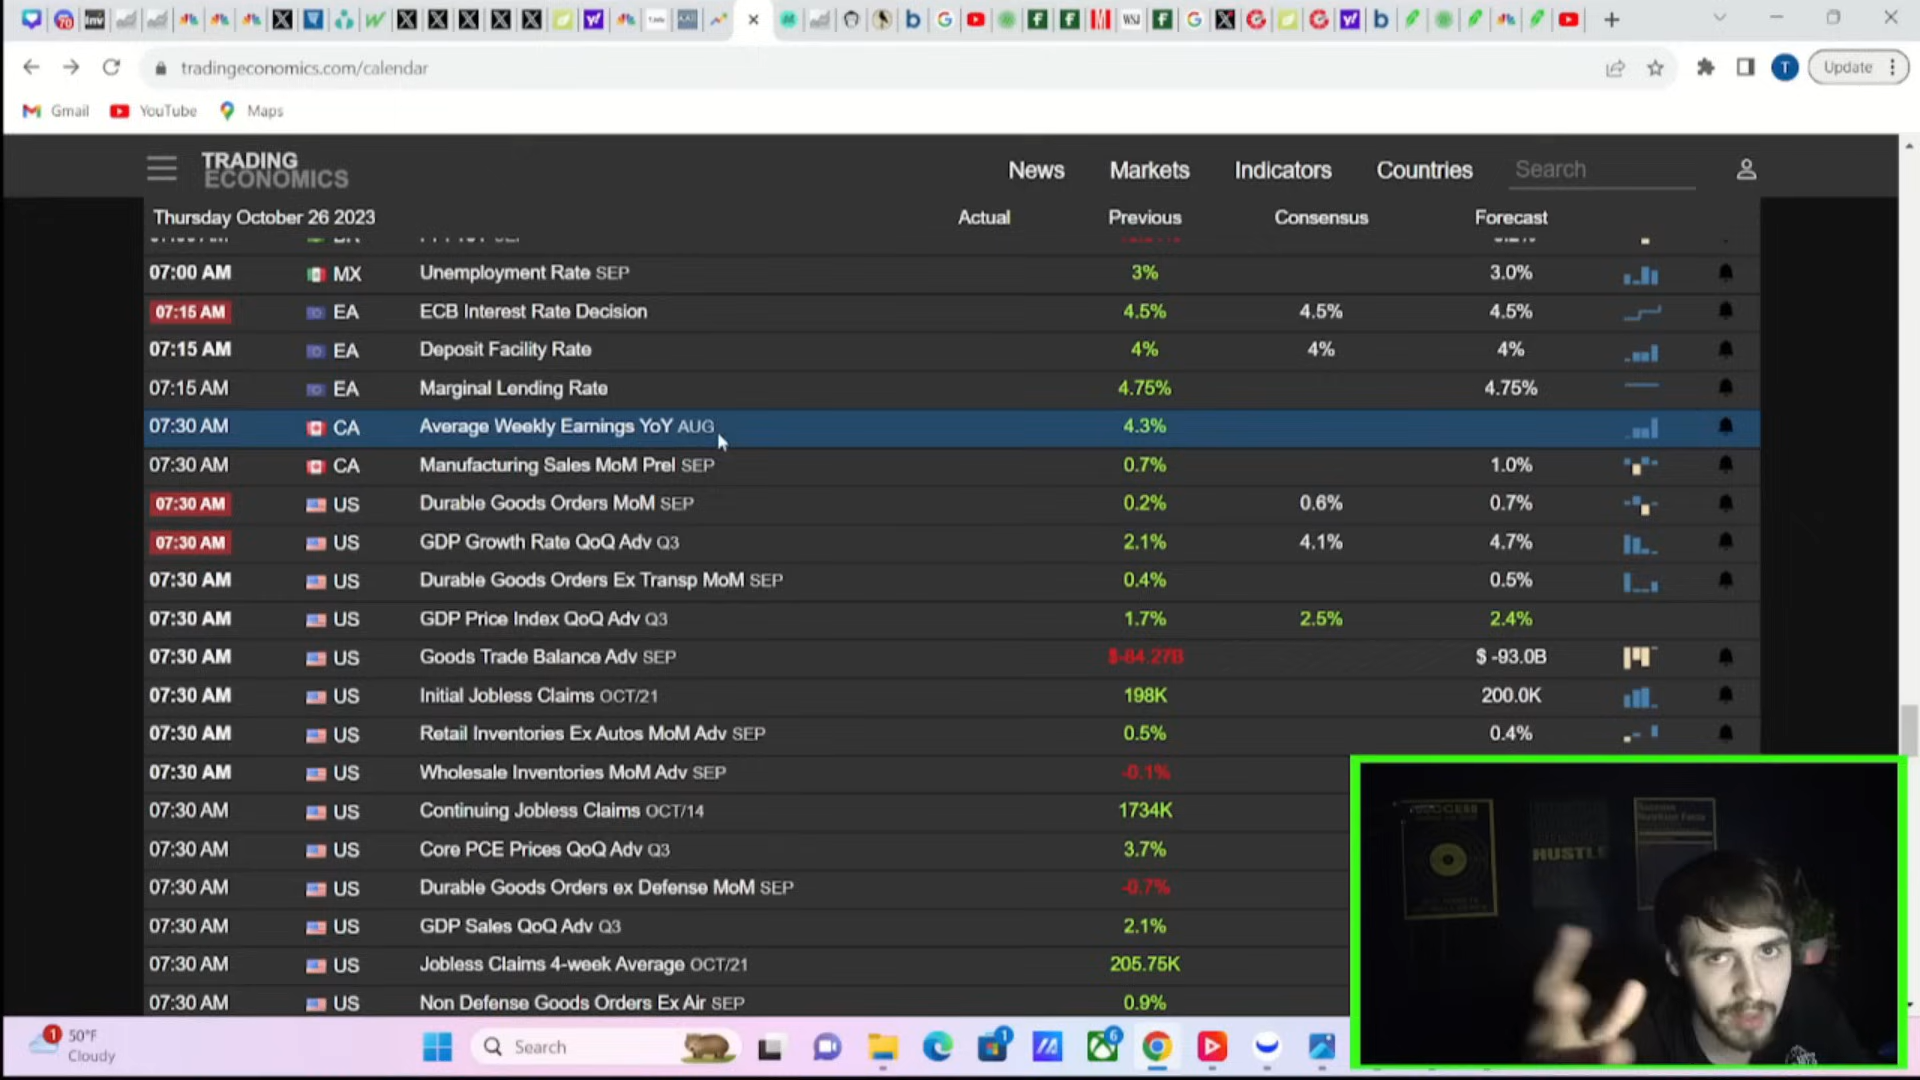 tradingeconomics.com/calendar
Update
Gmail
YouTube
Maps
TRADING
ECONOMICS
News
Markets
Indicators
Countries
Search
Thursday October 26 2023 Actual Previous Consensus Forecast
07:00 AM MX Unemployment Rate SEP 3% 3.0%
07:15 AM EA ECB Interest Rate Decision 4.5% 4.5% 4.5%
07:15 AM EA Deposit Facility Rate 4% 4% 4%
07:15 AM EA Marginal Lending Rate 4.75% 4.75%
07:30 AM CA Average Weekly Earnings YoY AUG 4.3%
07:30 AM CA Manufacturing Sales MoM Prel SEP 0.7% 1.0%
07:30 AM US Durable Goods Orders MoM SEP 0.2% 0.6% 0.7%
07:30 AM US GDP Growth Rate QoQ Adv Q3 2.1% 4.1% 4.7%
07:30 AM US Durable Goods Orders Ex Transp MoM SEP 0.4% 0.5%
07:30 AM US GDP Price Index QoQ Adv Q3 1.7% 2.5% 2.4%
07:30 AM US Goods Trade Balance Adv SEP $-84.27B $ -93.0B
07:30 AM US Initial Jobless Claims OCT/21 198K 200.0K
07:30 AM US Retail Inventories Ex Autos MoM Adv SEP 0.5% 0.4%
07:30 AM US Wholesale Inventories MoM Adv SEP -0.1%
07:30 AM US Continuing Jobless Claims OCT/14 1734K
07:30 AM US Core PCE Prices QoQ Adv Q3 3.7%
07:30 AM US Durable Goods Orders ex Defense MoM SEP -0.7%
07:30 AM US GDP Sales QoQ Adv Q3 2.1%
07:30 AM US Jobless Claims 4-week Average OCT/21 205.75K
07:30 AM US Non Defense Goods Orders Ex Air SEP 0.9%
SUCCESS
HUSTLE
50°F
Cloudy
Search